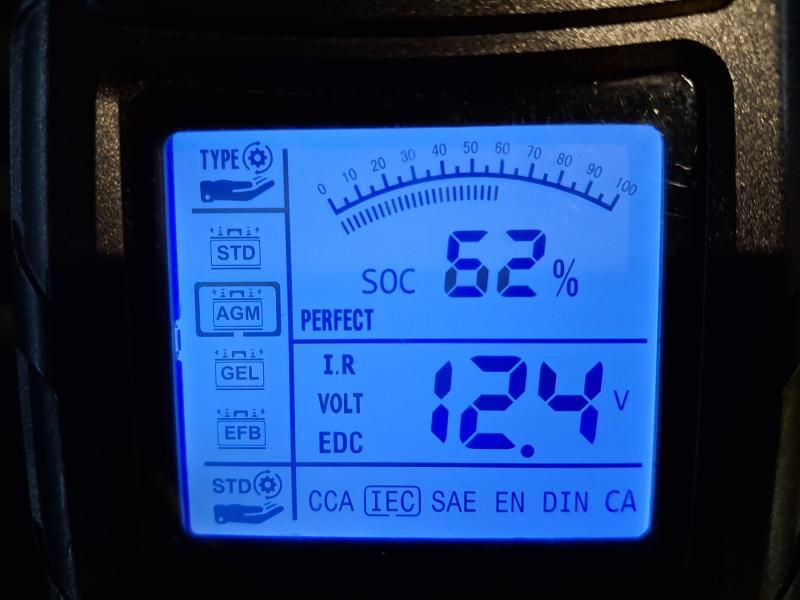 TYPE
0 10 20 30 40 50 60 70 80 90 100
STD
SOC 62%
AGM
PERFECT
GEL
I.R
VOLT 12.4 V
EFB
EDC
STD
CCA IEC SAE EN DIN CA